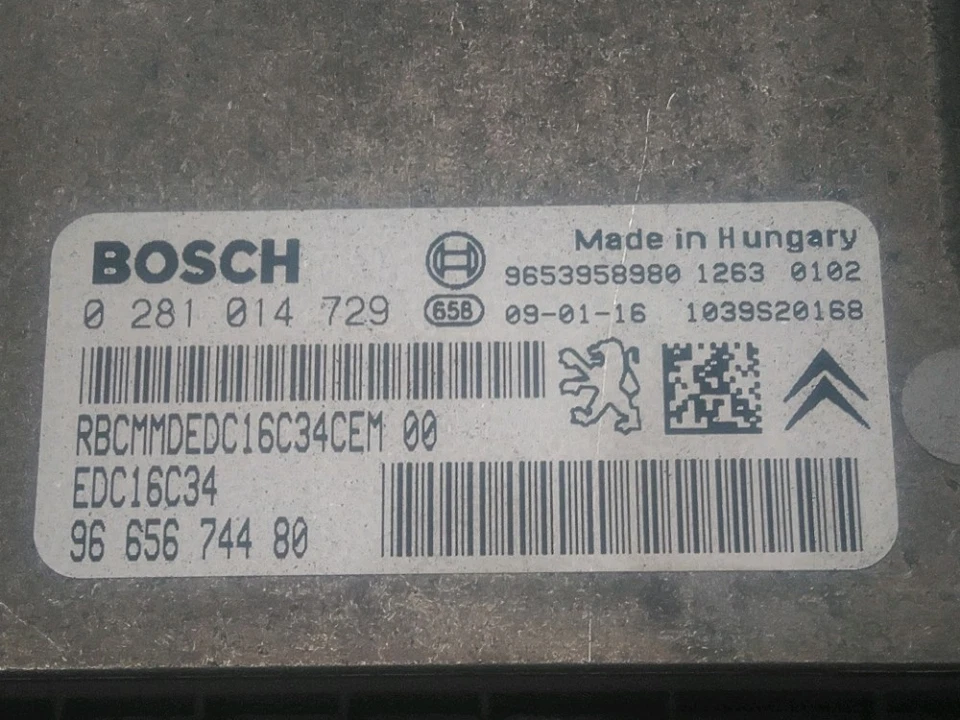 BOSCH
Made in Hungary
9653958980 1263 0102
0 281 014 729
658
09-01-16 1039S20168
RBCMMDEDC16C34CEM 00
EDC16C34
96 656 744 80